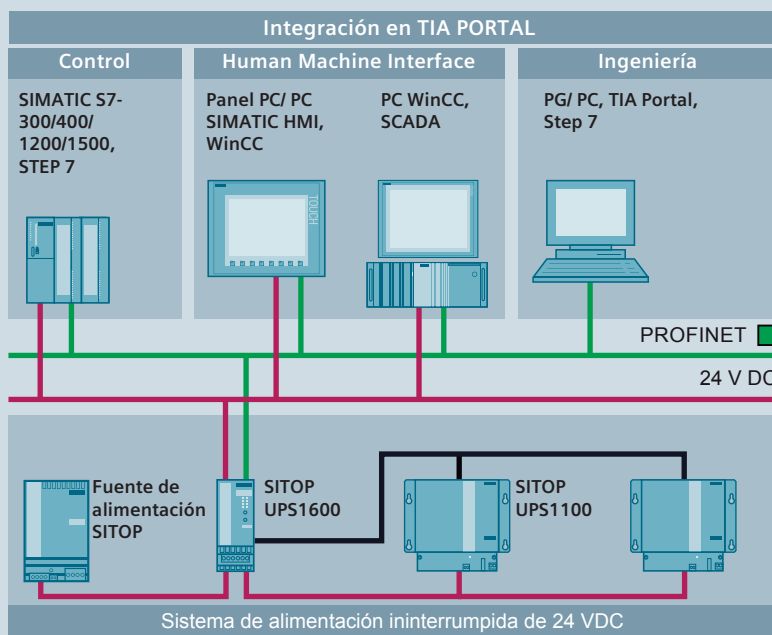 Integración en TIA PORTAL
Control
Human Machine Interface
Ingeniería
SIMATIC S7-
300/400/
1200/1500,
STEP 7
Panel PC/ PC
SIMATIC HMI,
WinCC
PC WinCC,
SCADA
PG/ PC, TIA Portal,
Step 7
TOUCH
PROFINET
24 V DC
Fuente de
alimentación
SITOP
SITOP
UPS1600
SITOP
UPS1100
Sistema de alimentación ininterrumpida de 24 VDC